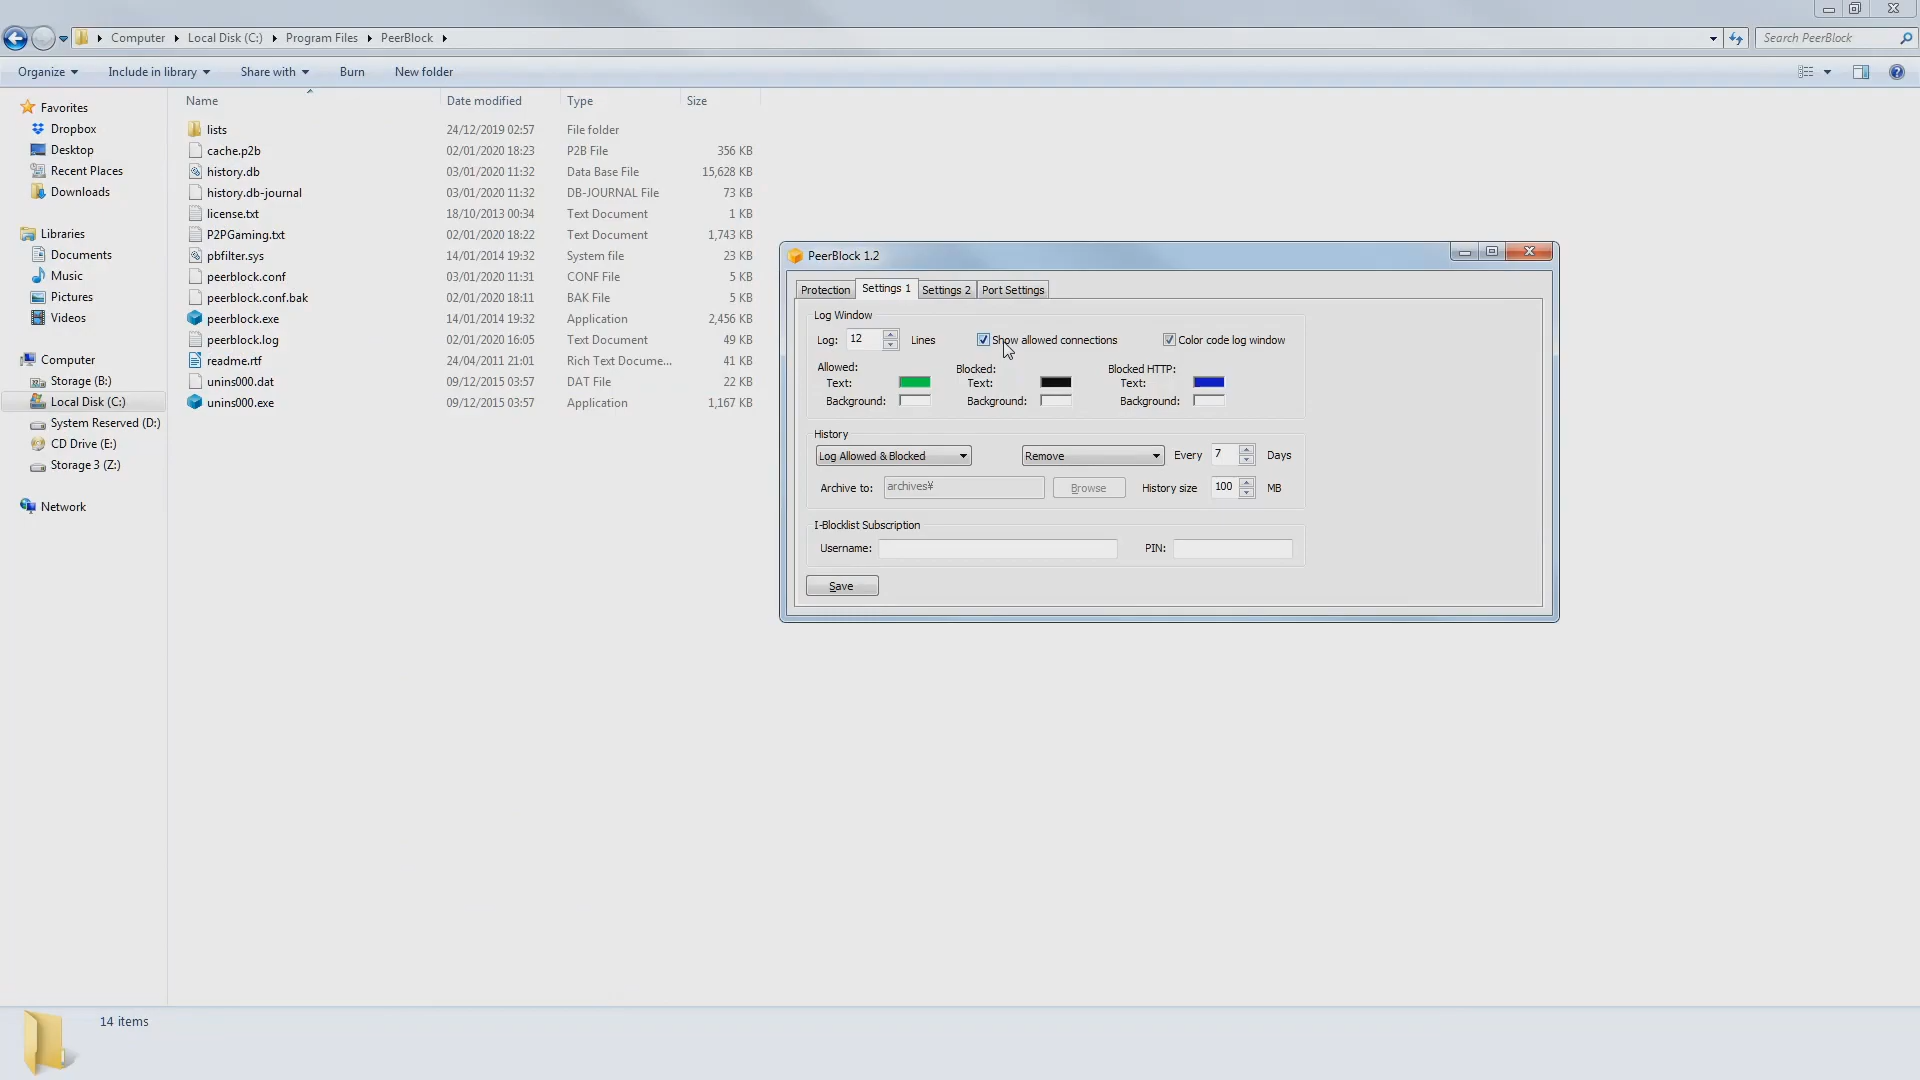 Computer Local Disk (C:) Program Files PeerBlock Search PeerBlock
Organize Include in library Share with Burn New folder
Name Date modified Type Size
Favorites
Dropbox
Desktop
Recent Places
Downloads
Libraries
Documents
Music
Pictures
Videos
Computer
Storage (B:)
Local Disk (C:)
System Reserved (D:)
CD Drive (E:)
Storage 3 (Z:)
Network
lists 24/12/2019 02:57 File folder
cache.p2b 02/01/2020 18:23 P2B File 356 KB
history.db 03/01/2020 11:32 Data Base File 15,628 KB
history.db-journal 03/01/2020 11:32 DB-JOURNAL File 73 KB
license.txt 18/10/2013 00:34 Text Document 1 KB
P2PGaming.txt 02/01/2020 18:22 Text Document 1,743 KB
pbfilter.sys 14/01/2014 19:32 System file 23 KB
peerblock.conf 03/01/2020 11:31 CONF File 5 KB
peerblock.conf.bak 02/01/2020 18:11 BAK File 5 KB
peerblock.exe 14/01/2014 19:32 Application 2,456 KB
peerblock.log 02/01/2020 16:05 Text Document 49 KB
readme.rtf 24/04/2011 21:01 Rich Text Docume... 41 KB
unins000.dat 09/12/2015 03:57 DAT File 22 KB
unins000.exe 09/12/2015 03:57 Application 1,167 KB
PeerBlock 1.2
Protection Settings 1 Settings 2 Port Settings
Log Window
Log: 12 Lines Show allowed connections Color code log window
Allowed: Blocked: Blocked HTTP:
Text: Text: Text:
Background: Background: Background:
History
Log Allowed & Blocked Remove Every 7 Days
Archive to: archives¥ Browse History size 100 MB
I-Blocklist Subscription
Username: PIN:
Save
14 items